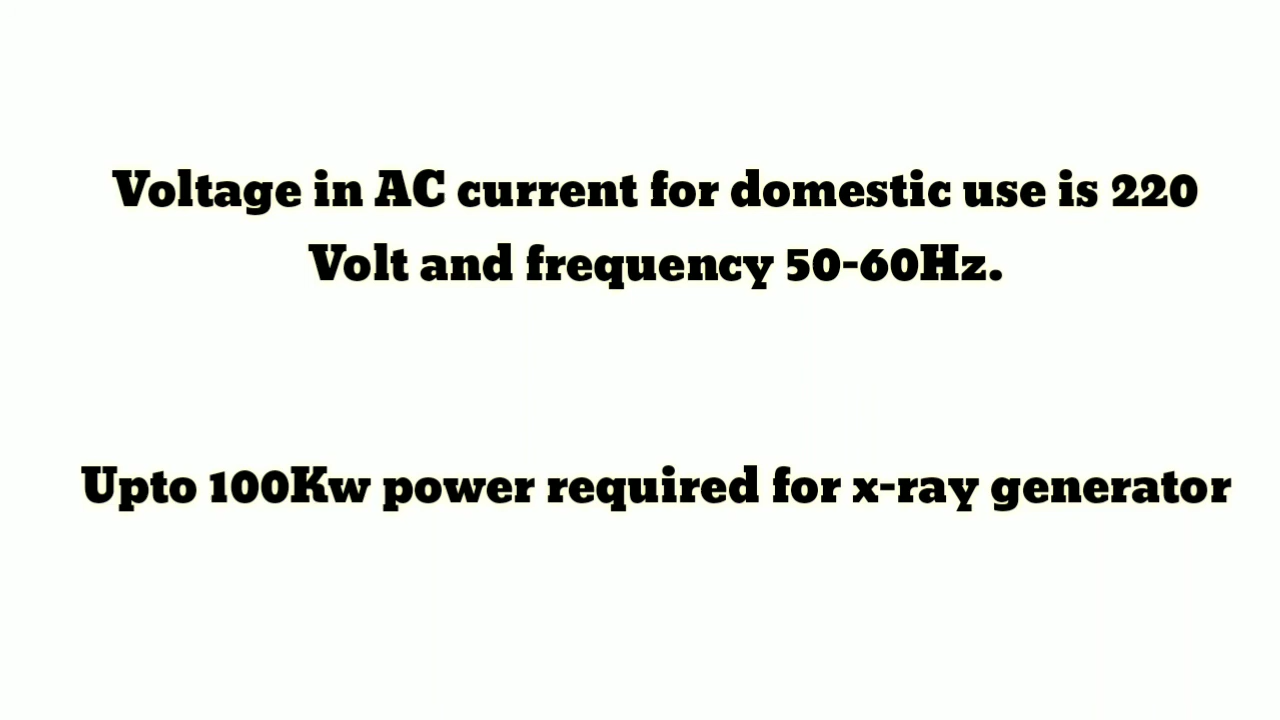 Voltage in AC current for domestic use is 220
Volt and frequency 50-60Hz.
Upto 100Kw power required for x-ray generator